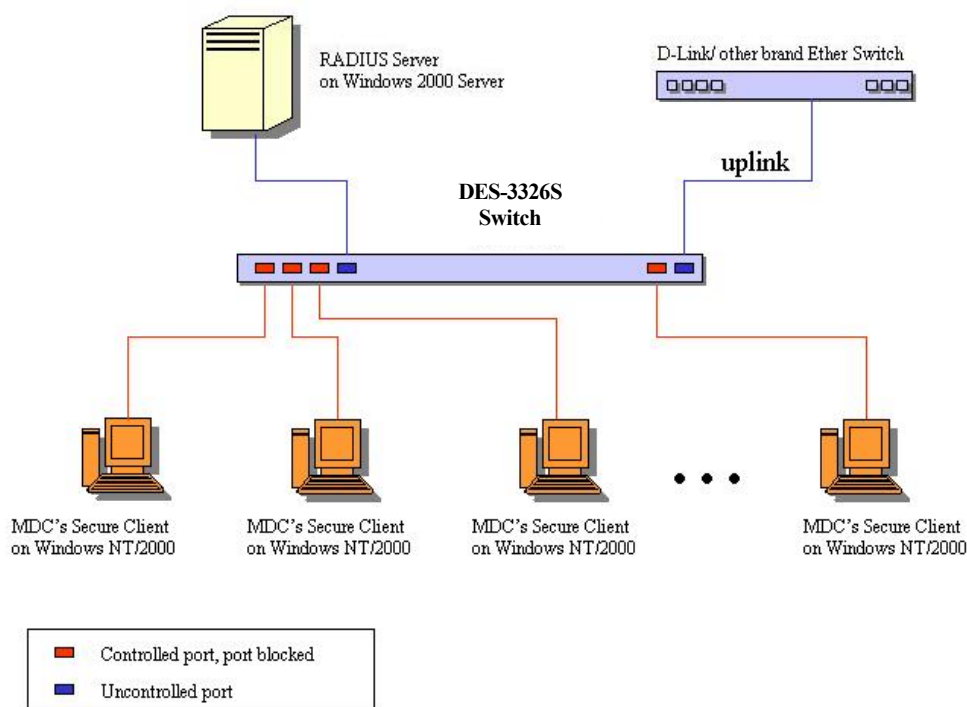 RADIUS Server
on Windows 2000 Server
D-Link/ other brand Ether Switch
uplink
DES-3326S
Switch
MDC's Secure Client
on Windows NT/2000
MDC's Secure Client
on Windows NT/2000
MDC's Secure Client
on Windows NT/2000
MDC's Secure Client
on Windows NT/2000
Controlled port, port blocked
Uncontrolled port